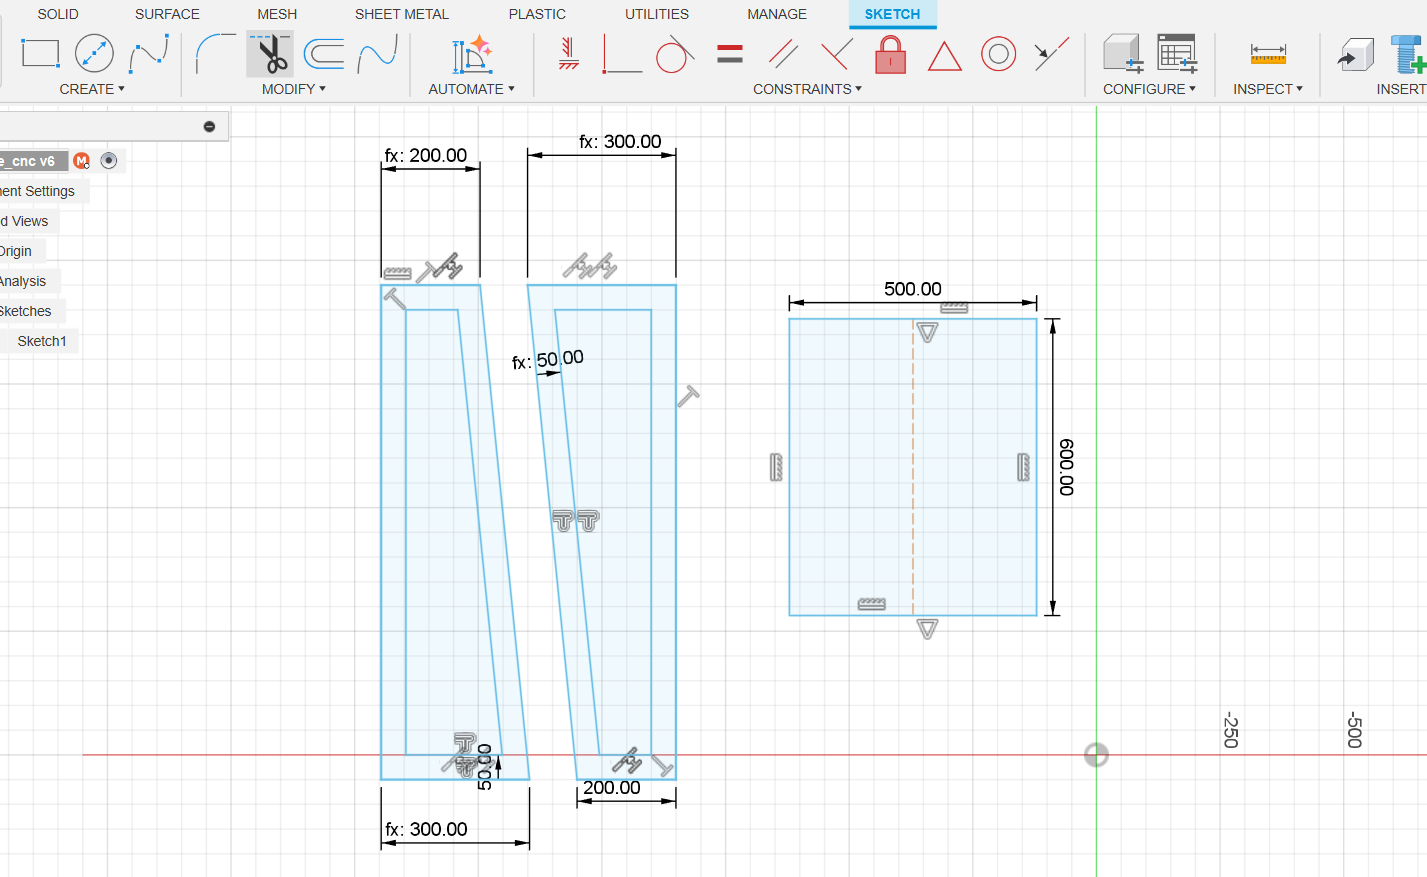 SOLID SURFACE MESH SHEET METAL PLASTIC UTILITIES MANAGE SKETCH
CREATE ▾ MODIFY ▾ AUTOMATE ▾ CONSTRAINTS ▾ CONFIGURE ▾ INSPECT ▾ INSERT
e_cnc v6 M
ent Settings
d Views
Origin
Analysis
Sketches
Sketch1
fx: 200.00
fx: 300.00
fx: 50.00
500.00
600.00
50.00
200.00
fx: 300.00
-250
-500